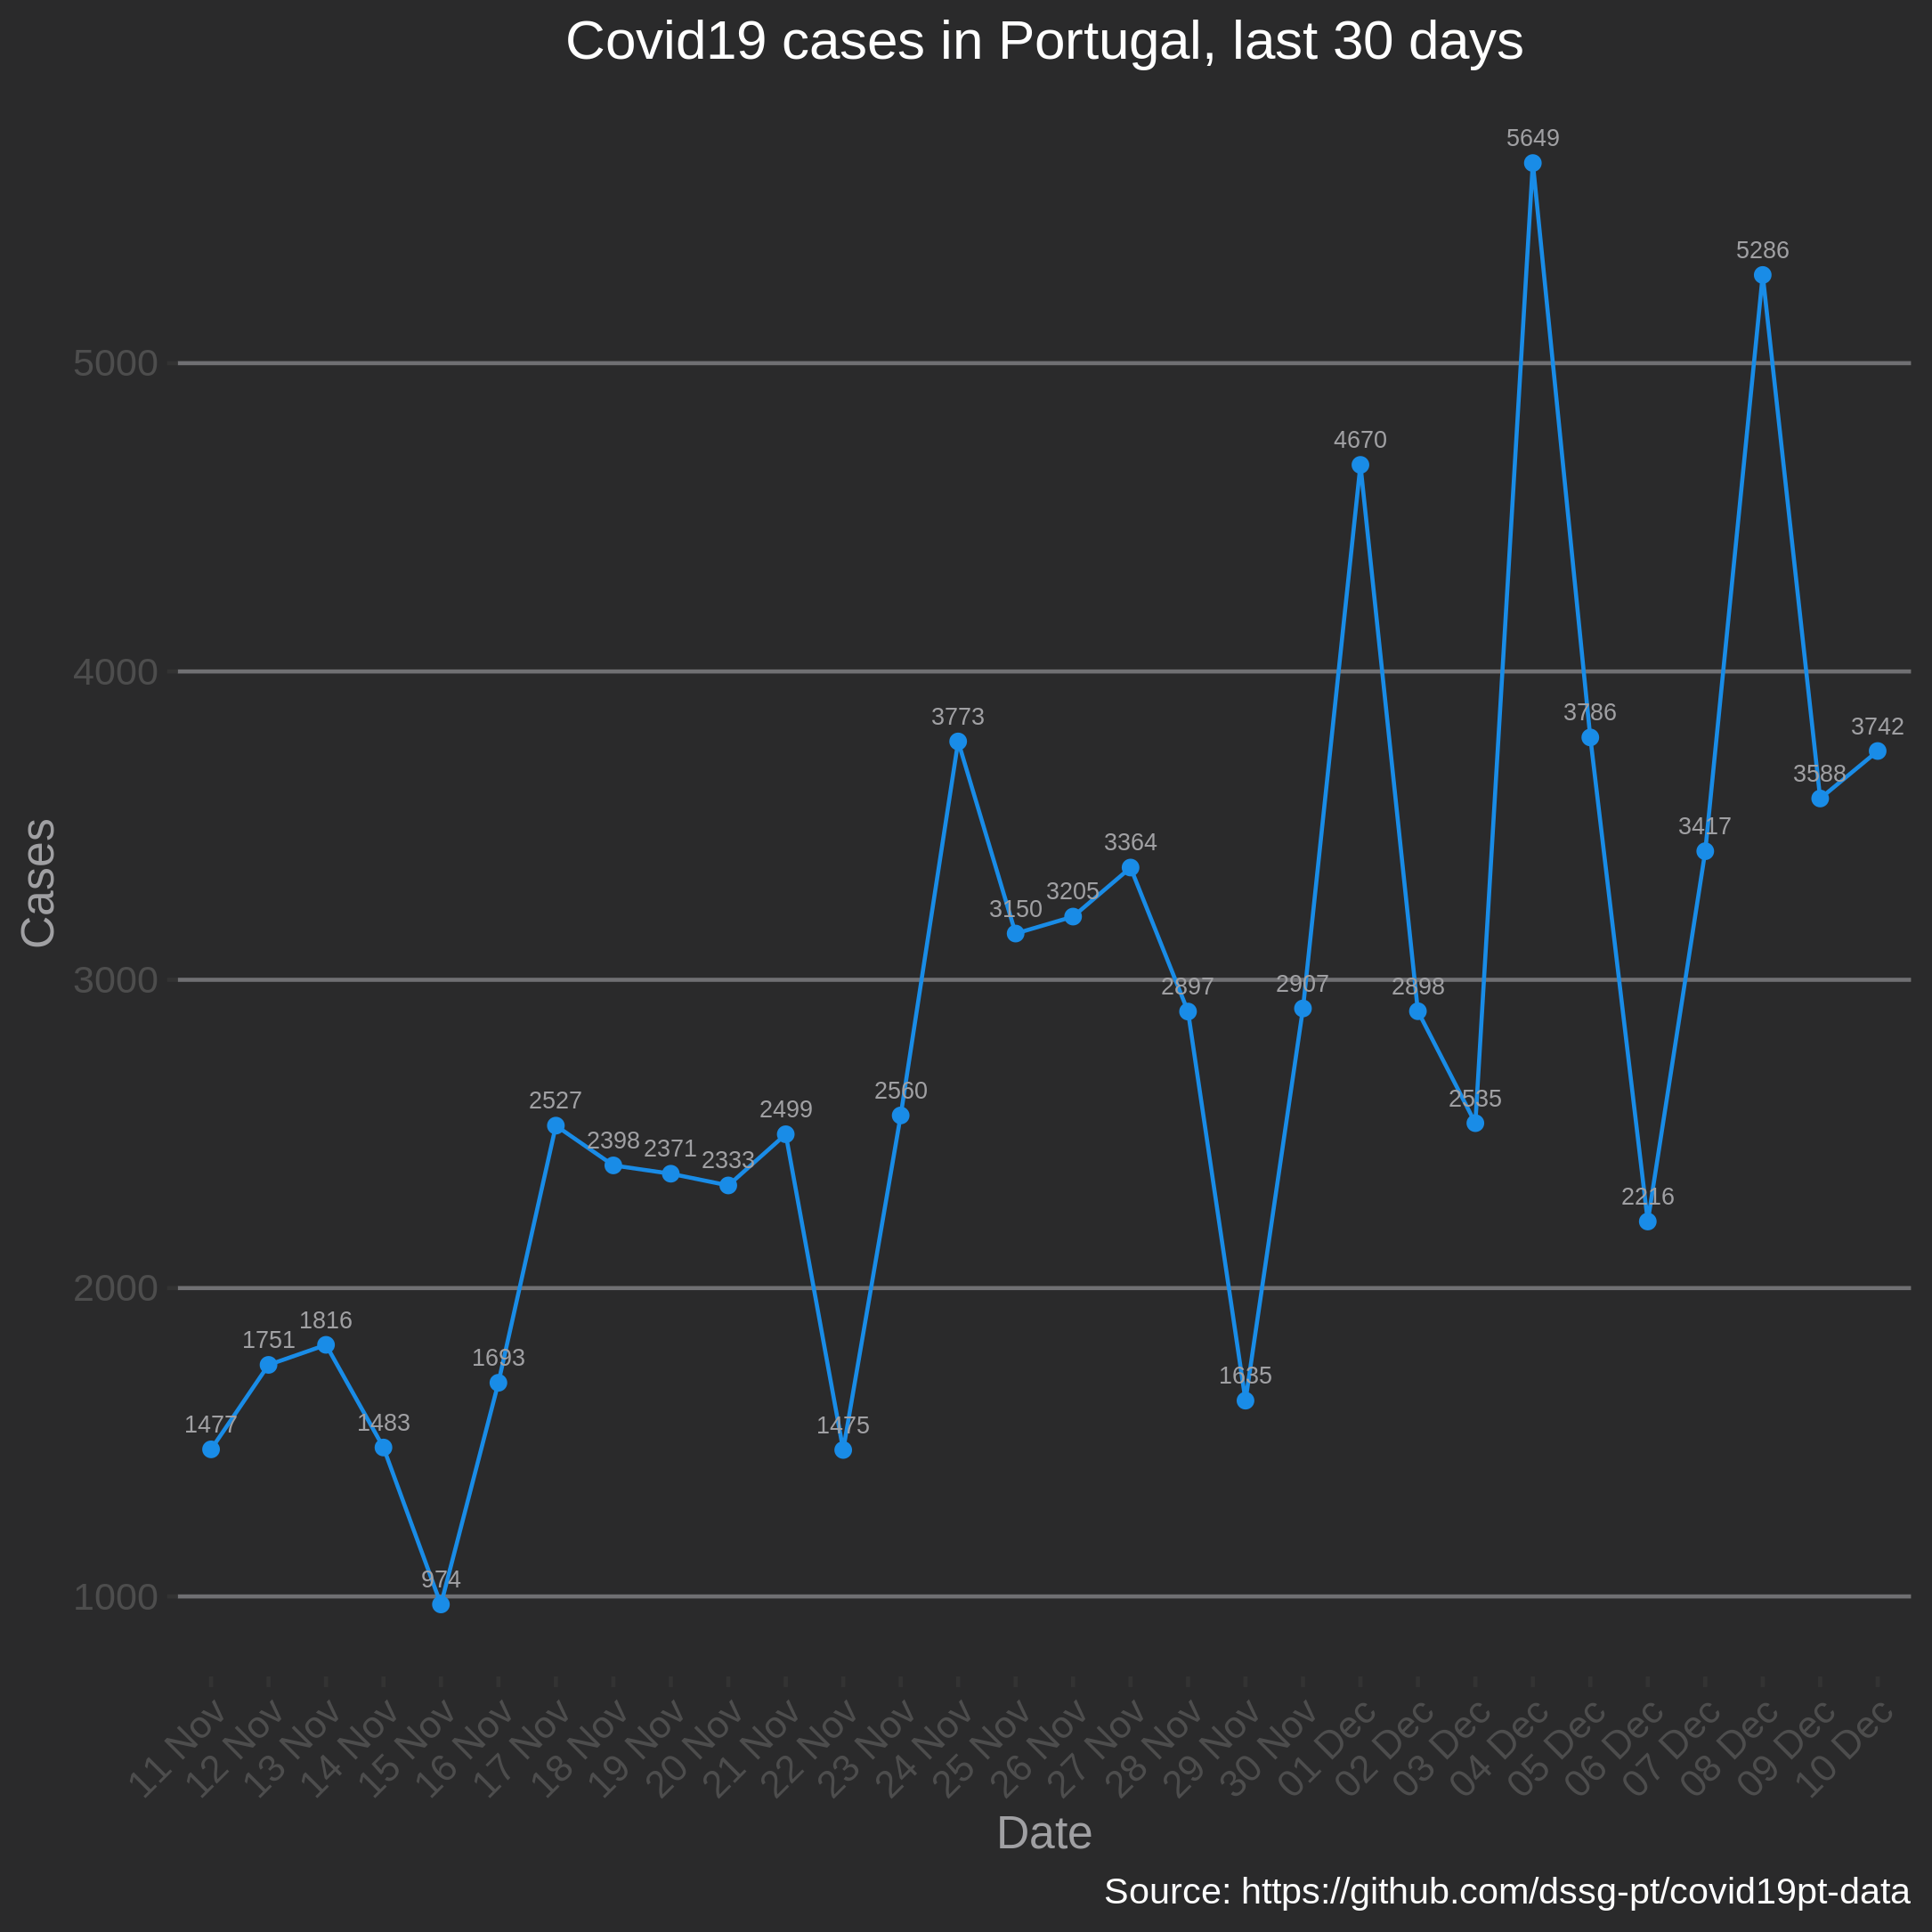 Covid19 cases in Portugal, last 30 days
5649
5286
5000
4670
4000
3773
3786
3742
3588
3417
3364
3205
3150
Cases
3000
2897
2907
2898
2560
2535
2527
2499
2398
2371
2333
2216
2000
1816
1751
1693
1635
1477
1483
1475
974
1000
11 Nov
12 Nov
13 Nov
14 Nov
15 Nov
16 Nov
17 Nov
18 Nov
19 Nov
20 Nov
21 Nov
22 Nov
23 Nov
24 Nov
25 Nov
26 Nov
27 Nov
28 Nov
29 Nov
30 Nov
01 Dec
02 Dec
03 Dec
04 Dec
05 Dec
06 Dec
07 Dec
08 Dec
09 Dec
10 Dec
Date
Source: https://github.com/dssg-pt/covid19pt-data